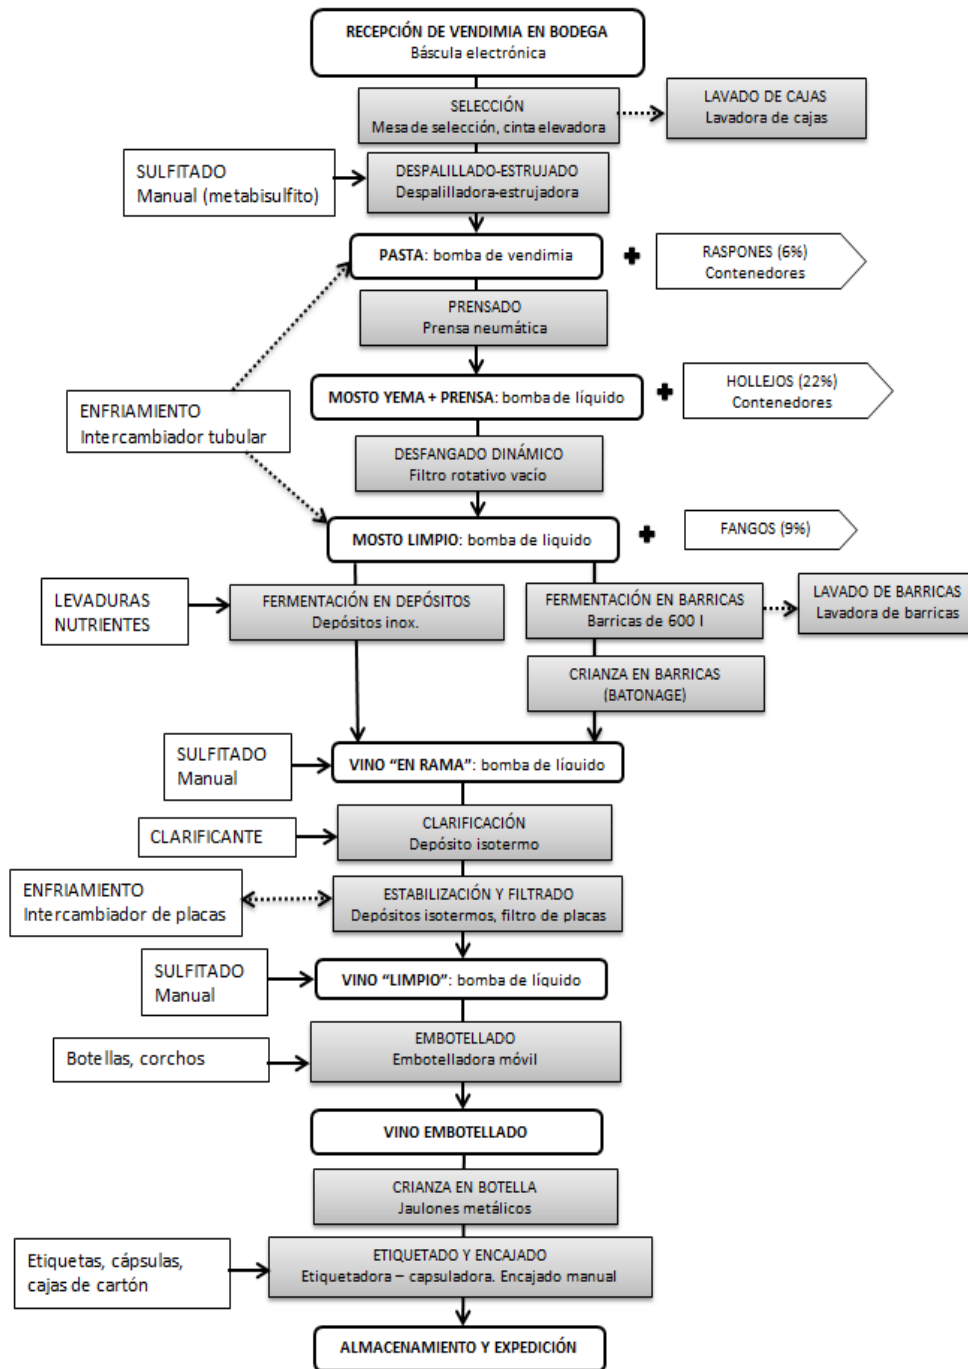 RECEPCIÓN DE VENDIMIA EN BODEGA
Báscula electrónica
SELECCIÓN
Mesa de selección, cinta elevadora
LAVADO DE CAJAS
Lavadora de cajas
SULFITADO
Manual (metabisulfito)
DESPALILLADO-ESTRUJADO
Despalilladora-estrujadora
PASTA: bomba de vendimia
RASPONES (6%)
Contenedores
PRENSADO
Prensa neumática
MOSTO YEMA + PRENSA: bomba de líquido
HOLLEJOS (22%)
Contenedores
ENFRIAMIENTO
Intercambiador tubular
DESFANGADO DINÁMICO
Filtro rotativo vacío
MOSTO LIMPIO: bomba de liquido
FANGOS (9%)
LEVADURAS
NUTRIENTES
FERMENTACIÓN EN DEPÓSITOS
Depósitos inox.
FERMENTACIÓN EN BARRICAS
Barricas de 600 l
LAVADO DE BARRICAS
Lavadora de barricas
CRIANZA EN BARRICAS
(BATONAGE)
SULFITADO
Manual
VINO “EN RAMA”: bomba de líquido
CLARIFICANTE
CLARIFICACIÓN
Depósito isotermo
ENFRIAMIENTO
Intercambiador de placas
ESTABILIZACIÓN Y FILTRADO
Depósitos isotermos, filtro de placas
SULFITADO
Manual
VINO “LIMPIO”: bomba de líquido
Botellas, corchos
EMBOTELLADO
Embotelladora móvil
VINO EMBOTELLADO
CRIANZA EN BOTELLA
Jaulones metálicos
Etiquetas, cápsulas,
cajas de cartón
ETIQUETADO Y ENCAJADO
Etiquetadora – capsuladora. Encajado manual
ALMACENAMIENTO Y EXPEDICIÓN